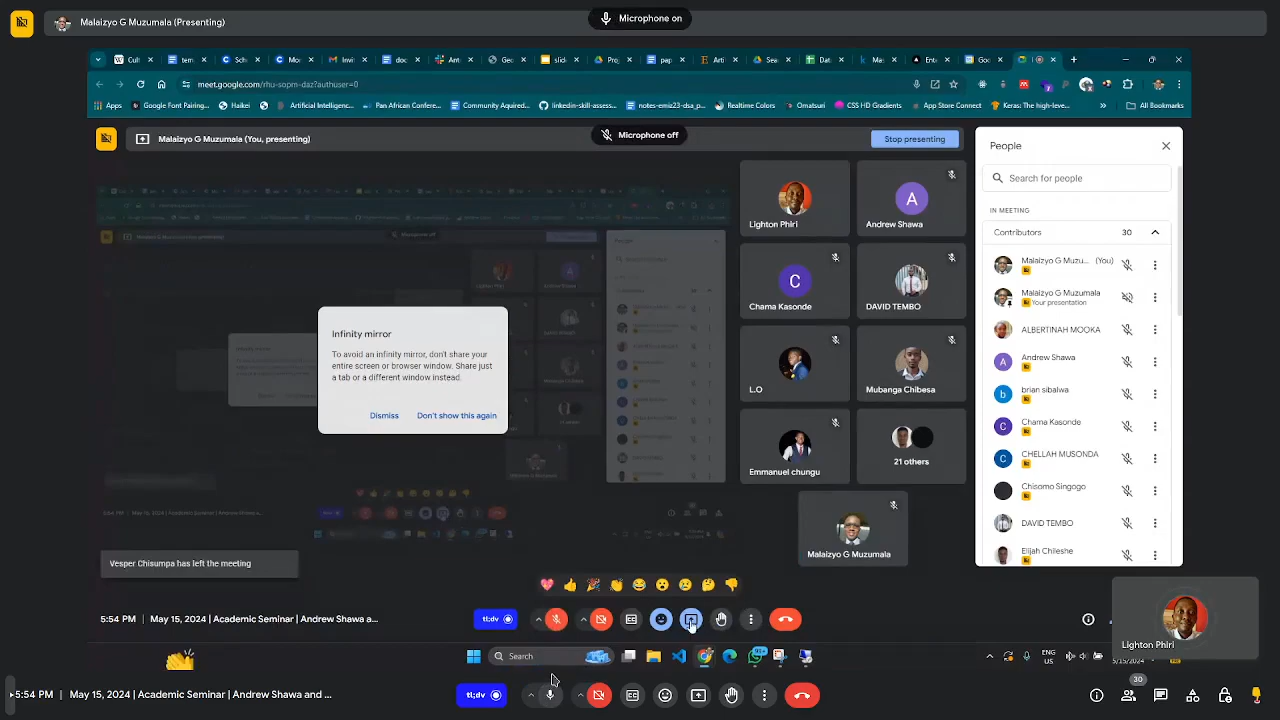 Malaizyo G Muzumala (Presenting)
Microphone on
meet.google.com/rhu-sopm-daz?authuser=0
Apps
Google Font Pairing...
Haikei
Artificial Intelligenc...
Pan African Conferen...
Community Aqcuired...
linkedin-skill-assess...
notes-emis23_dsa_p...
Realtime Colors
Omatsuri
CSS HD Gradients
App Store Connect
Keras: The high-leve...
All Bookmarks
Malaizyo G Muzumala (You, presenting)
Microphone off
Stop presenting
Lighton Phiri
A
Andrew Shawa
C
Chama Kasonde
DAVID TEMBO
L.O
Mubanga Chibesa
Emmanuel chungu
21 others
Malaizyo G Muzumala
People
Search for people
IN MEETING
Contributors
30
Malaizyo G Muzu... (You)
Malaizyo G Muzumala
Your presentation
ALBERTINAH MOOKA
A
Andrew Shawa
b
brian sibalwa
C
Chama Kasonde
C
CHELLAH MUSONDA
Chisomo Singogo
DAVID TEMBO
Elijah Chileshe
Infinity mirror
To avoid an infinity mirror, don't share your
entire screen or browser window. Share just
a tab or a different window instead.
Dismiss
Don't show this again
Vesper Chisumpa has left the meeting
5:54 PM | May 15, 2024 | Academic Seminar | Andrew Shawa a...
tl;dv
Lighton Phiri
Search
99+
ENG
US
5:54 PM | May 15, 2024 | Academic Seminar | Andrew Shawa and ...
tl;dv
30